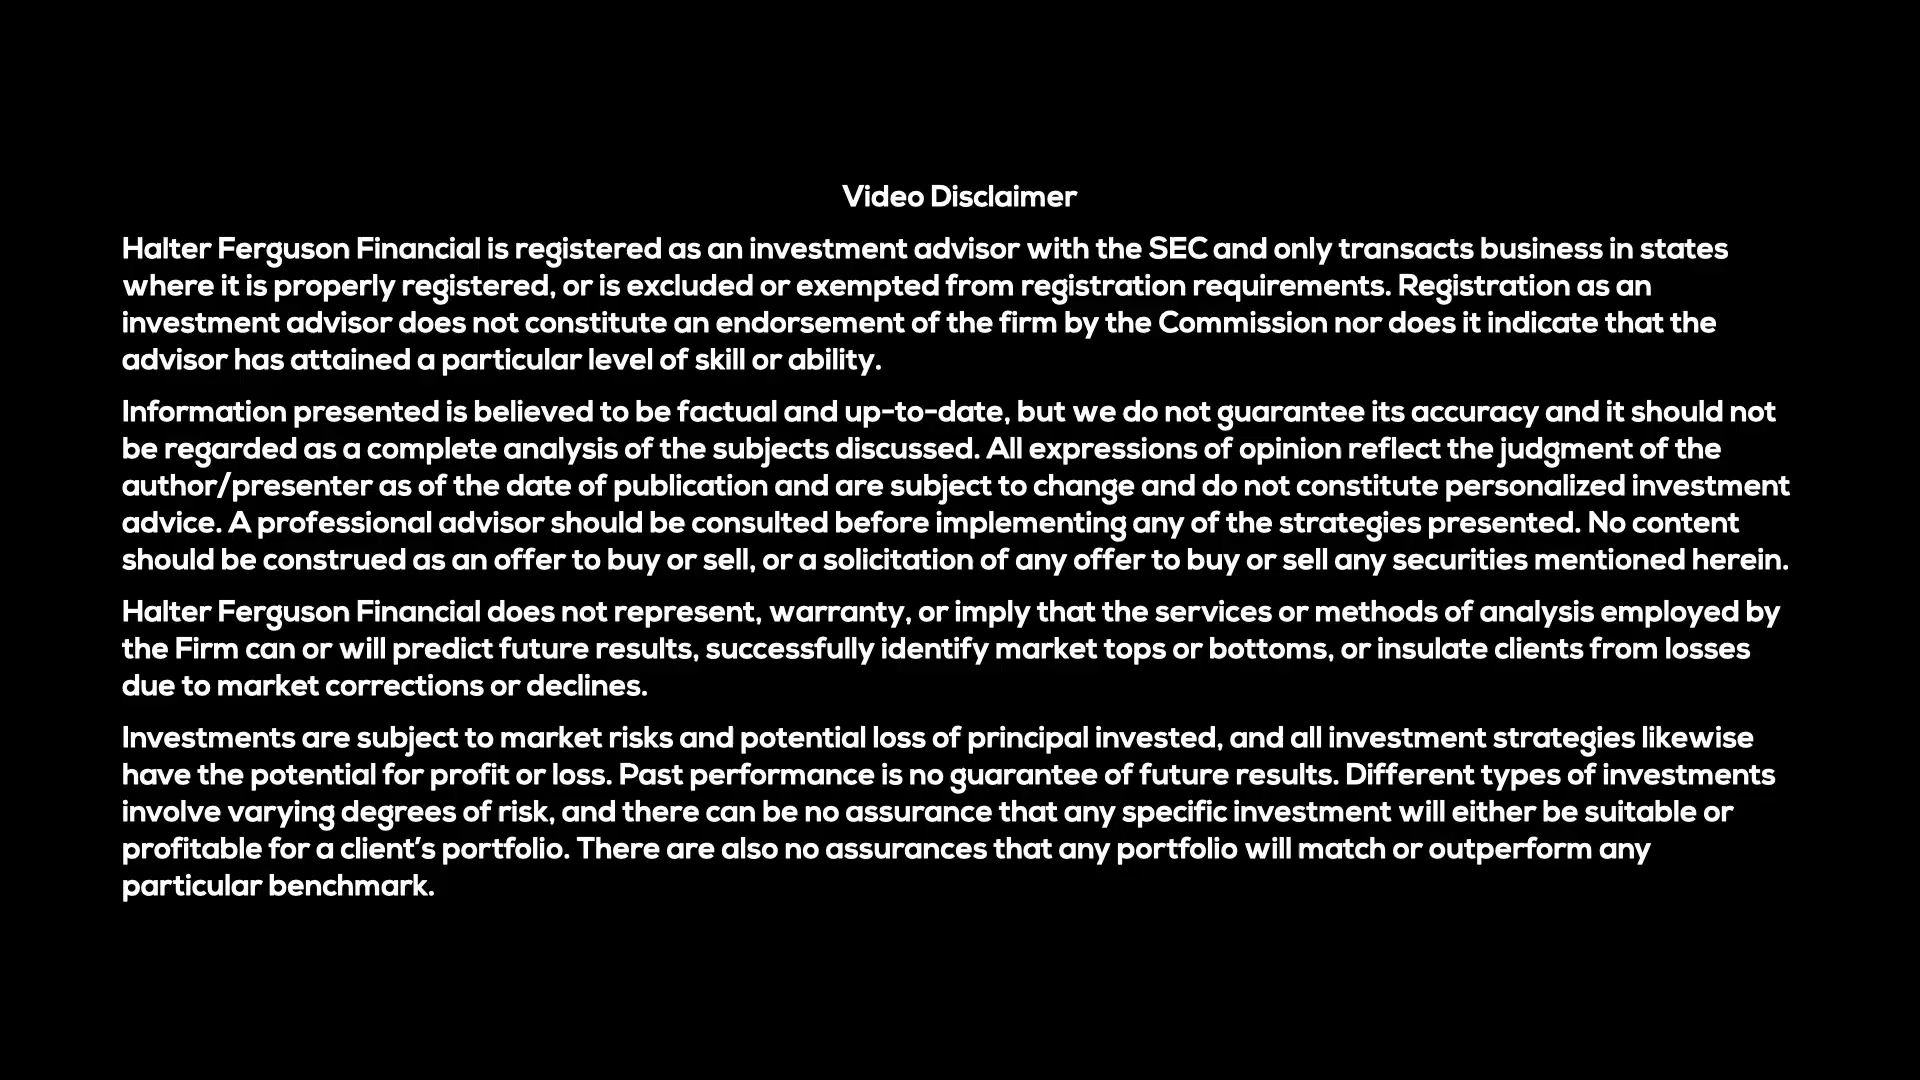 Video Disclaimer
Halter Ferguson Financial is registered as an investment advisor with the SEC and only transacts business in states
where it is properly registered, or is excluded or exempted from registration requirements. Registration as an
investment advisor does not constitute an endorsement of the firm by the Commission nor does it indicate that the
advisor has attained a particular level of skill or ability.
Information presented is believed to be factual and up-to-date, but we do not guarantee its accuracy and it should not
be regarded as a complete analysis of the subjects discussed. All expressions of opinion reflect the judgment of the
author/presenter as of the date of publication and are subject to change and do not constitute personalized investment
advice. A professional advisor should be consulted before implementing any of the strategies presented. No content
should be construed as an offer to buy or sell, or a solicitation of any offer to buy or sell any securities mentioned herein.
Halter Ferguson Financial does not represent, warranty, or imply that the services or methods of analysis employed by
the Firm can or will predict future results, successfully identify market tops or bottoms, or insulate clients from losses
due to market corrections or declines.
Investments are subject to market risks and potential loss of principal invested, and all investment strategies likewise
have the potential for profit or loss. Past performance is no guarantee of future results. Different types of investments
involve varying degrees of risk, and there can be no assurance that any specific investment will either be suitable or
profitable for a client’s portfolio. There are also no assurances that any portfolio will match or outperform any
particular benchmark.